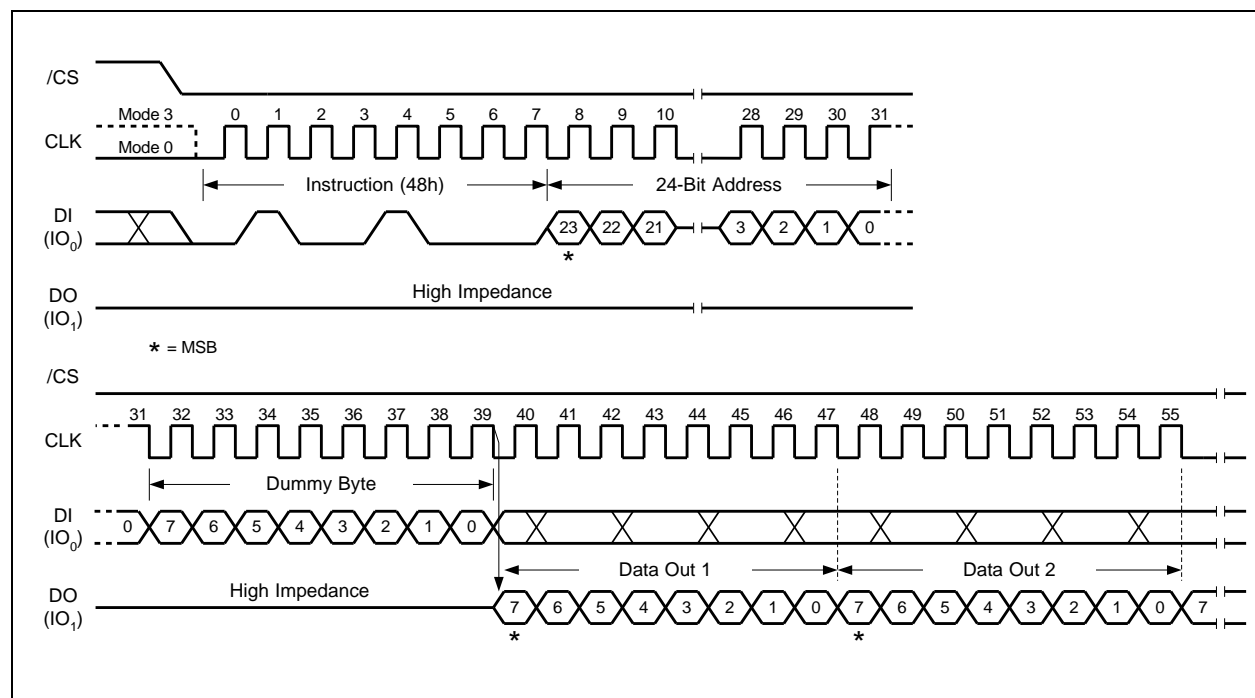 /CS
Mode 3 0 1 2 3 4 5 6 7 8 9 10 28 29 30 31
CLK
Mode 0
Instruction (48h) 24-Bit Address
DI
(IO0) 23 22 21 3 2 1 0
*
High Impedance
DO
(IO1)
* = MSB
/CS
31 32 33 34 35 36 37 38 39 40 41 42 43 44 45 46 47 48 49 50 51 52 53 54 55
CLK
Dummy Byte
DI
(IO0) 0 7 6 5 4 3 2 1 0
Data Out 1 Data Out 2
High Impedance
DO
(IO1) 7 6 5 4 3 2 1 0 7 6 5 4 3 2 1 0 7
* *